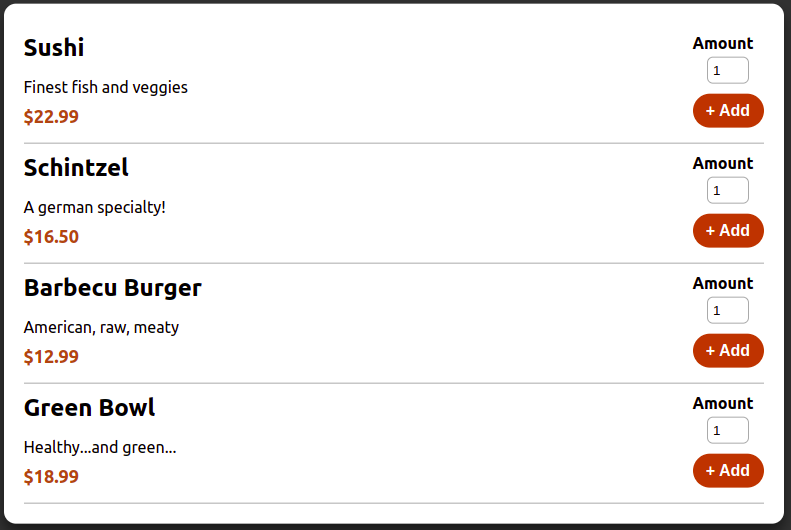 Sushi
Amount
1
Finest fish and veggies
$22.99
+ Add
Schintzel
Amount
1
A german specialty!
$16.50
+ Add
Barbecu Burger
Amount
1
American, raw, meaty
$12.99
+ Add
Green Bowl
Amount
1
Healthy...and green...
$18.99
+ Add